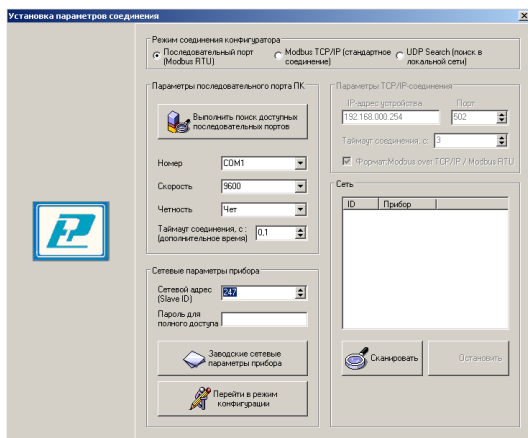 Установка параметров соединения
Режим соединения конфигуратора
Последовательный порт
(Modbus RTU)
Modbus TCP/IP (стандартное
соединение)
UDP Search (поиск в
локальной сети)
Параметры последовательного порта ПК
Выполнить поиск доступных
последовательных портов
Номер
COM1
Скорость
9600
Четность
Чет
Таймаут соедиения, с :
(дополнительное время)
0,1
Сетевые параметры прибора
Сетевой адрес
(Slave ID)
247
Пароль для
полного доступа
Заводские сетевые
параметры прибора
Перейти в режим
конфигурации
Параметры TCP/IP-соединения
IP-адрес устройства
Порт
192.168.000.254
502
Таймаут соедиения, с:
3
Формат:Modbus over TCP/IP / Modbus RTU
Сеть
ID
Прибор
Сканировать
Остановить